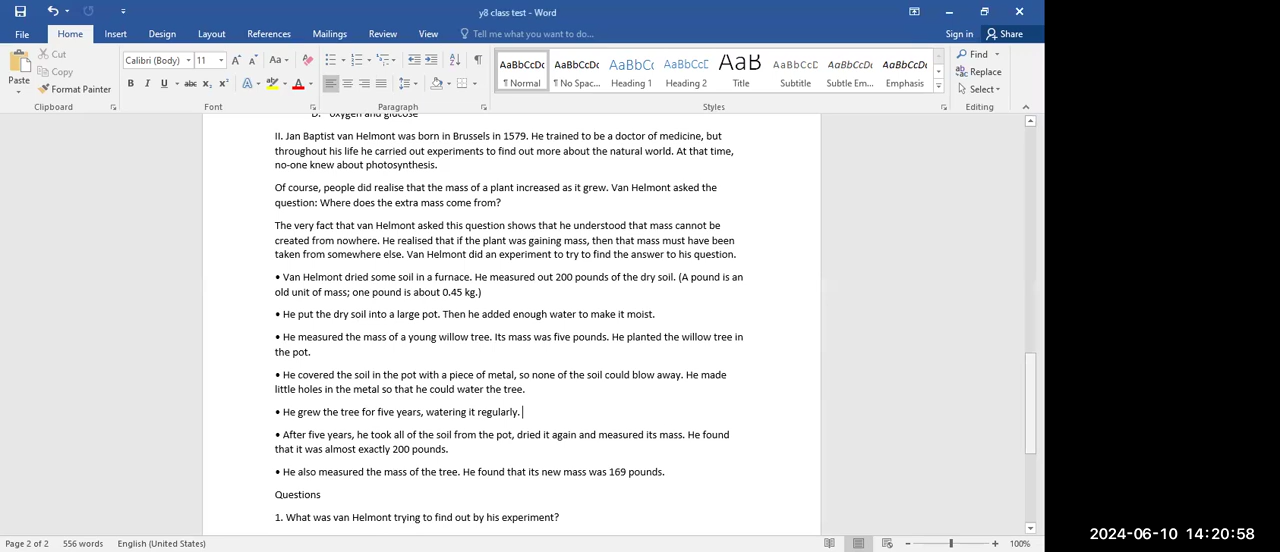 y8 class test - Word
File Home Insert Design Layout References Mailings Review View Tell me what you want to do... Sign in Share
Paste
Cut
Copy
Format Painter
Clipboard
Calibri (Body) 11
B I U abc x₂ x²
Font
Paragraph
AaBbCcDc AaBbCcDc AaBbCc AaBbCcC AaB AaBbCcD AaBbCcDc AaBbCcDc
¶ Normal ¶ No Spac... Heading 1 Heading 2 Title Subtitle Subtle Em... Emphasis
Styles
Find
Replace
Select
Editing
D. oxygen and glucose
II. Jan Baptist van Helmont was born in Brussels in 1579. He trained to be a doctor of medicine, but
throughout his life he carried out experiments to find out more about the natural world. At that time,
no-one knew about photosynthesis.
Of course, people did realise that the mass of a plant increased as it grew. Van Helmont asked the
question: Where does the extra mass come from?
The very fact that van Helmont asked this question shows that he understood that mass cannot be
created from nowhere. He realised that if the plant was gaining mass, then that mass must have been
taken from somewhere else. Van Helmont did an experiment to try to find the answer to his question.
• Van Helmont dried some soil in a furnace. He measured out 200 pounds of the dry soil. (A pound is an
old unit of mass; one pound is about 0.45 kg.)
• He put the dry soil into a large pot. Then he added enough water to make it moist.
• He measured the mass of a young willow tree. Its mass was five pounds. He planted the willow tree in
the pot.
• He covered the soil in the pot with a piece of metal, so none of the soil could blow away. He made
little holes in the metal so that he could water the tree.
• He grew the tree for five years, watering it regularly.
• After five years, he took all of the soil from the pot, dried it again and measured its mass. He found
that it was almost exactly 200 pounds.
• He also measured the mass of the tree. He found that its new mass was 169 pounds.
Questions
1. What was van Helmont trying to find out by his experiment?
Page 2 of 2 556 words English (United States) 100%
2024-06-10 14:20:58